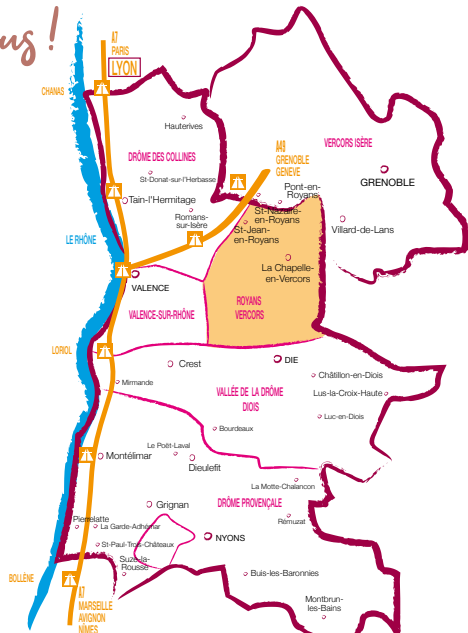 us !
A7
PARIS
LYON
CHANAS
Hauterives
DRÔME DES COLLINES
St-Donat-sur-l'Herbasse
Tain-l'Hermitage
Romans-
sur-Isère
A49
GRENOBLE
GENEVE
VERCORS ISÈRE
GRENOBLE
Pont-en-
Royans
St-Nazaire-
en-Royans
St-Jean-
en-Royans
Villard-de-Lans
LE RHÔNE
La Chapelle-
en-Vercors
VALENCE
VALENCE-SUR-RHÔNE
ROYANS
VERCORS
LORIOL
Crest
DIE
Mirmande
Châtillon-en-Diois
VALLÉE DE LA DRÔME
DIOIS
Lus-la-Croix-Haute
Luc-en-Diois
Bourdeaux
Le Poët-Laval
Montélimar
Dieulefit
La Motte-Chalancon
Grignan
DRÔME PROVENÇALE
Rémuzat
Pierrelatte
La Garde-Adhémar
NYONS
St-Paul-Trois-Châteaux
Suze-la-
Rousse
BOLLÈNE
Buis-les-Baronnies
A7
MARSEILLE
AVIGNON
NÎMES
Montbrun-
les-Bains